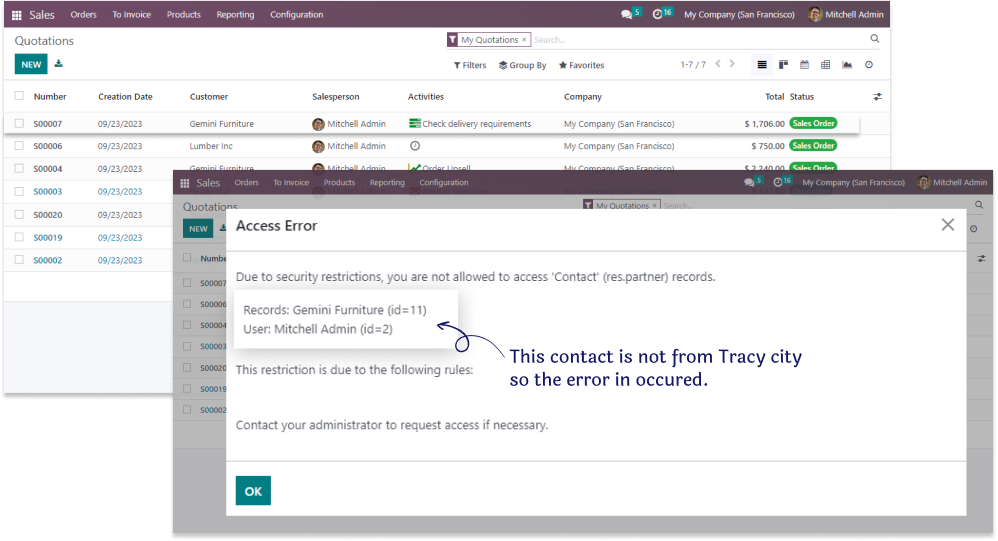 Sales Orders To Invoice Products Reporting Configuration 5 16 My Company (San Francisco) Mitchell Admin
Quotations My Quotations × Search...
NEW Filters Group By Favorites 1-7 / 7
Number Creation Date Customer Salesperson Activities Company Total Status
S00007 09/23/2023 Gemini Furniture Mitchell Admin Check delivery requirements My Company (San Francisco) $ 1,706.00 Sales Order
S00006 09/23/2023 Lumber Inc Mitchell Admin My Company (San Francisco) $ 750.00 Sales Order
S00004 09/23/2023 Gemini Furniture Mitchell Admin Order Upsell My Company (San Francisco) $ 2,240.00 Sales Order
S00003 09/23/2023
S00020 09/23/2023
S00019 09/23/2023
S00002 09/23/2023
Sales Orders To Invoice Products Reporting Configuration 5 16 My Company (San Francisco) Mitchell Admin
Quotations My Quotations × Search...
NEW
Numbe
S00007
S00006
S00004
S00003
S00020
S00019
S00002
Access Error
Due to security restrictions, you are not allowed to access 'Contact' (res.partner) records.
Records: Gemini Furniture (id=11)
User: Mitchell Admin (id=2)
This contact is not from Tracy city
so the error in occured.
This restriction is due to the following rules:
Contact your administrator to request access if necessary.
OK